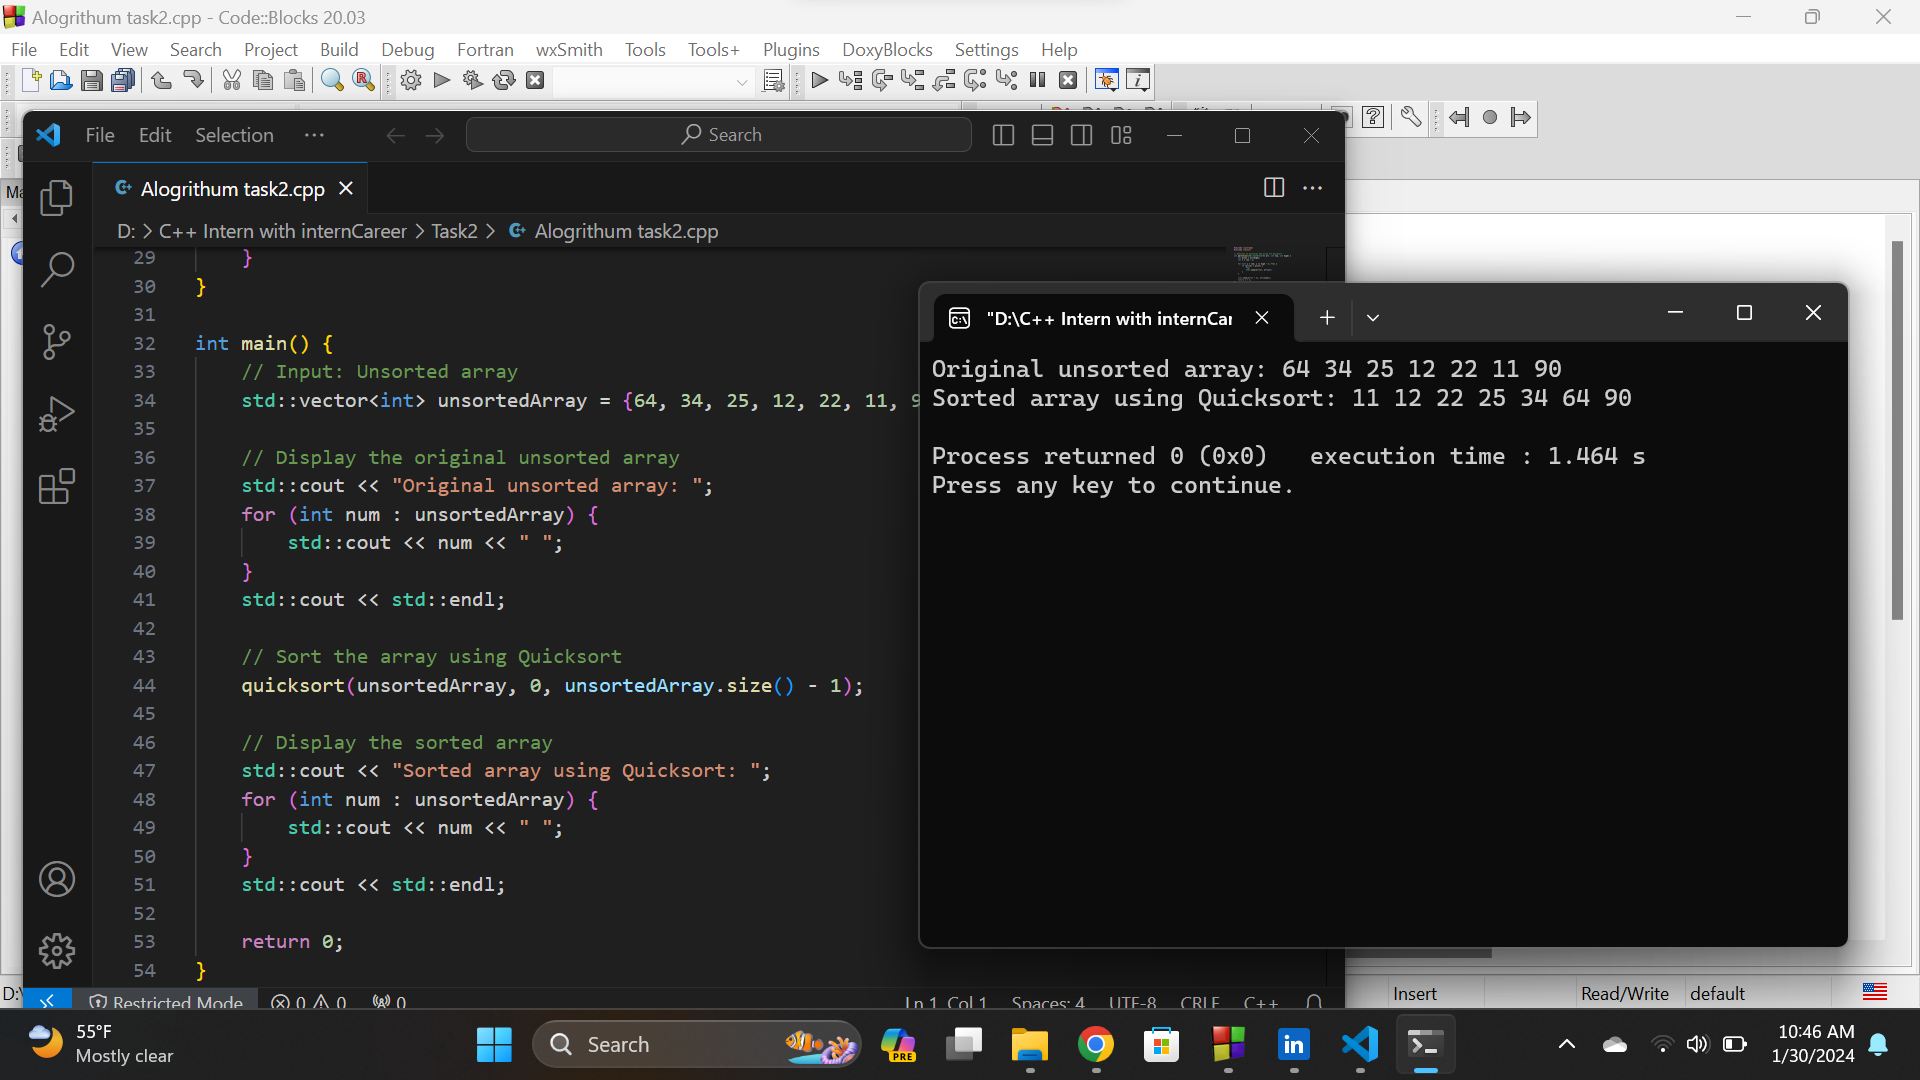 Alogrithum task2.cpp - Code::Blocks 20.03
File Edit View Search Project Build Debug Fortran wxSmith Tools Tools+ Plugins DoxyBlocks Settings Help
File Edit Selection ··· Search
Ma
Alogrithum task2.cpp
D: > C++ Intern with internCareer > Task2 > Alogrithum task2.cpp
29 }
30 }
31
32 int main() {
33 // Input: Unsorted array
34 std::vector<int> unsortedArray = {64, 34, 25, 12, 22, 11, 9
35
36 // Display the original unsorted array
37 std::cout << "Original unsorted array: ";
38 for (int num : unsortedArray) {
39 std::cout << num << " ";
40 }
41 std::cout << std::endl;
42
43 // Sort the array using Quicksort
44 quicksort(unsortedArray, 0, unsortedArray.size() - 1);
45
46 // Display the sorted array
47 std::cout << "Sorted array using Quicksort: ";
48 for (int num : unsortedArray) {
49 std::cout << num << " ";
50 }
51 std::cout << std::endl;
52
53 return 0;
54 }
Restricted Mode 0 0 0 Ln 1, Col 1 Spaces: 4 UTF-8 CRLF C++
"D:\C++ Intern with internCar
Original unsorted array: 64 34 25 12 22 11 90
Sorted array using Quicksort: 11 12 22 25 34 64 90
Process returned 0 (0x0)   execution time : 1.464 s
Press any key to continue.
D:\ Insert Read/Write default
55°F
Mostly clear
Search
PRE
in
10:46 AM
1/30/2024